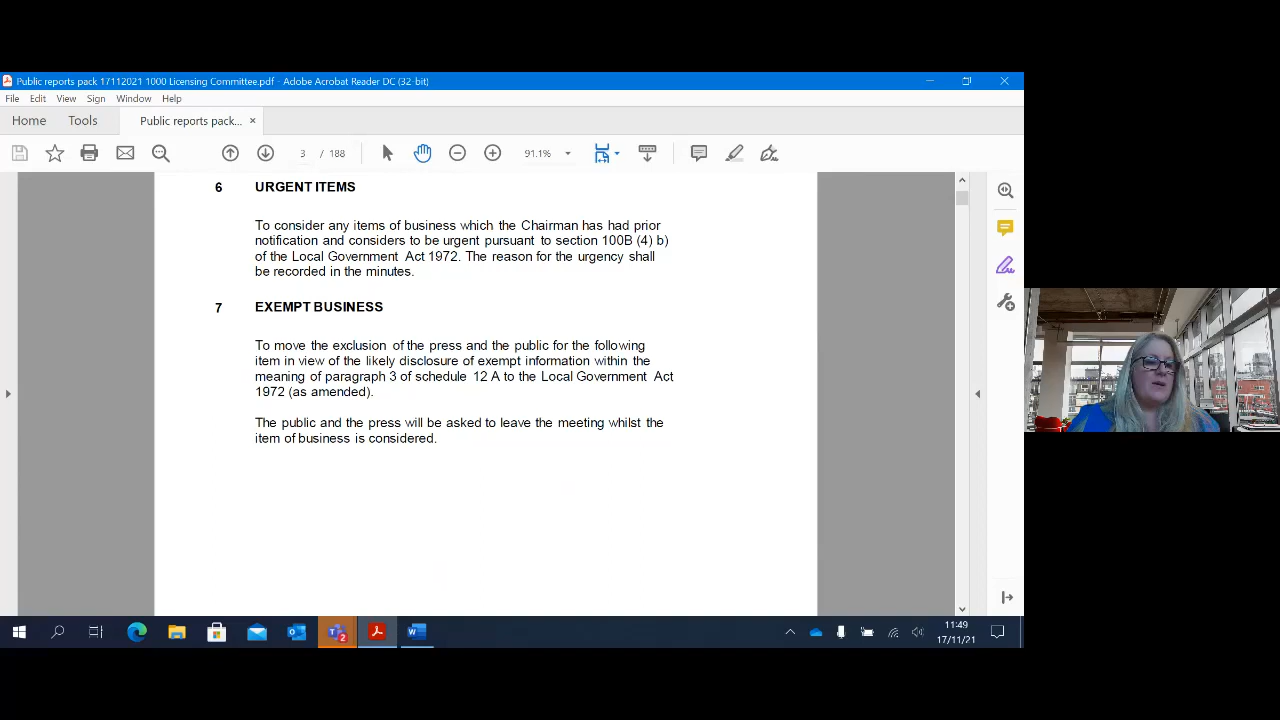 Public reports pack 17112021 1000 Licensing Committee.pdf - Adobe Acrobat Reader DC (32-bit)
File Edit View Sign Window Help
Home Tools Public reports pack... ×
3 / 188 91.1%
6 URGENT ITEMS
To consider any items of business which the Chairman has had prior
notification and considers to be urgent pursuant to section 100B (4) b)
of the Local Government Act 1972. The reason for the urgency shall
be recorded in the minutes.
7 EXEMPT BUSINESS
To move the exclusion of the press and the public for the following
item in view of the likely disclosure of exempt information within the
meaning of paragraph 3 of schedule 12 A to the Local Government Act
1972 (as amended).
The public and the press will be asked to leave the meeting whilst the
item of business is considered.
2
11:49
17/11/21